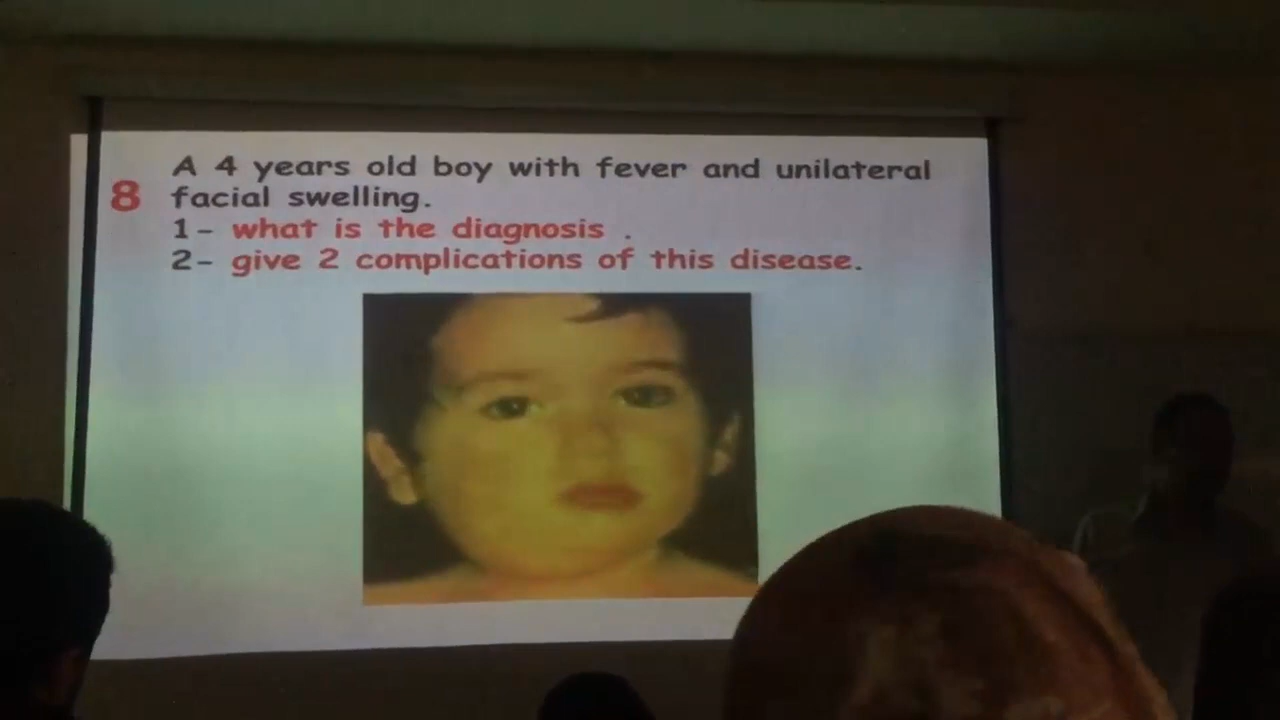 A 4 years old boy with fever and unilateral
8 facial swelling.
1- what is the diagnosis .
2- give 2 complications of this disease.